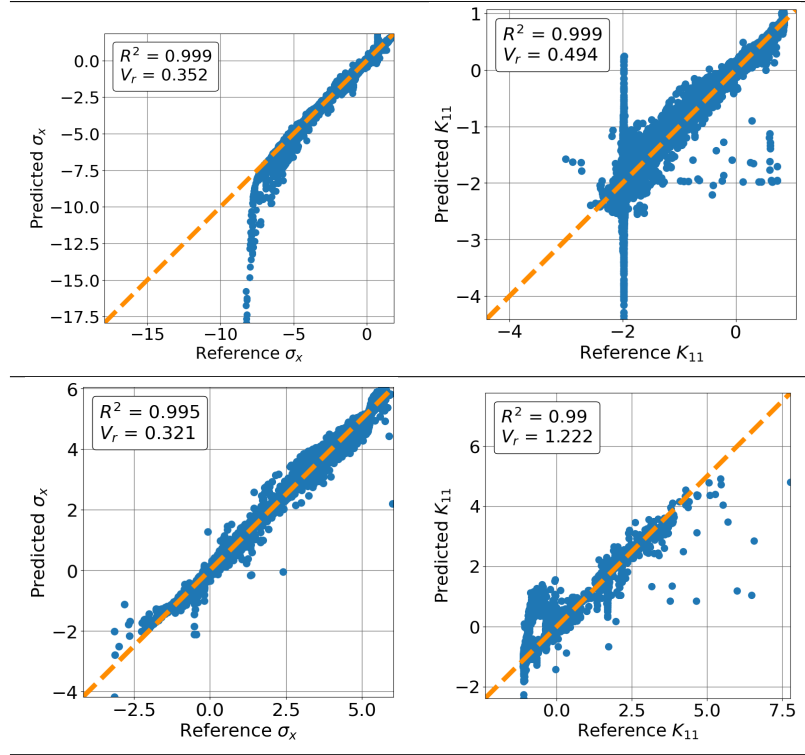 R² = 0.999
Vᵣ = 0.352
0.0
−2.5
−5.0
−7.5
−10.0
−12.5
−15.0
−17.5
Predicted σₓ
−15
−10
−5
0
Reference σₓ
R² = 0.999
Vᵣ = 0.494
1
0
−1
−2
−3
−4
Predicted K₁₁
−4
−2
0
Reference K₁₁
R² = 0.995
Vᵣ = 0.321
6
4
2
0
−2
−4
Predicted σₓ
−2.5
0.0
2.5
5.0
Reference σₓ
R² = 0.99
Vᵣ = 1.222
6
4
2
0
−2
Predicted K₁₁
0.0
2.5
5.0
7.5
Reference K₁₁